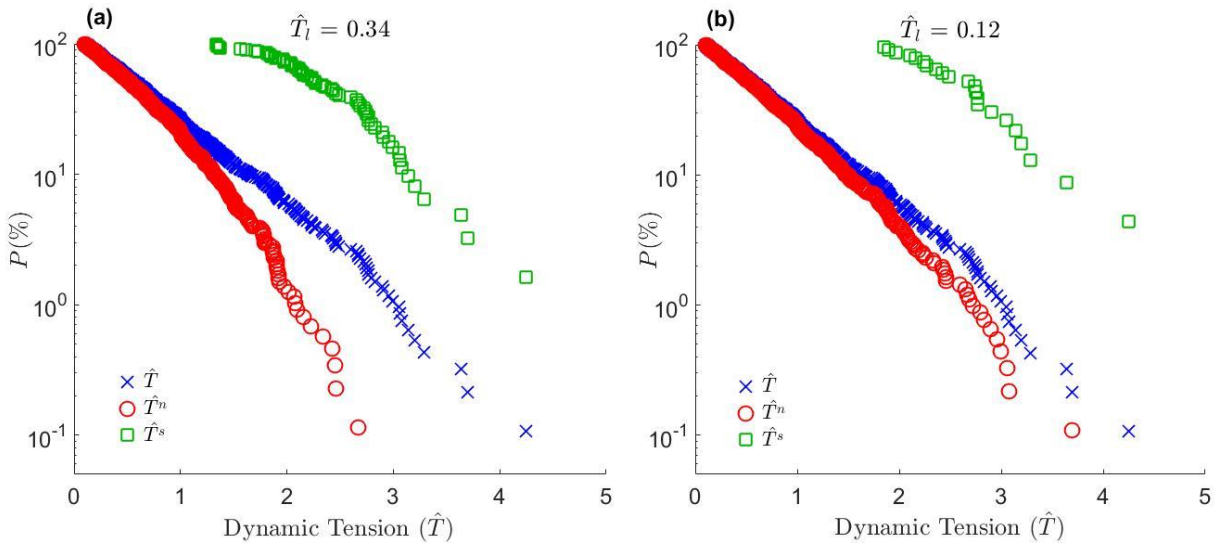 (a)
T̂_l = 0.34
10^2
10^1
10^0
10^-1
P(%)
× T̂
○ T̂^n
□ T̂^s
0 1 2 3 4 5
Dynamic Tension (T̂)
(b)
T̂_l = 0.12
10^2
10^1
10^0
10^-1
P(%)
× T̂
○ T̂^n
□ T̂^s
0 1 2 3 4 5
Dynamic Tension (T̂)